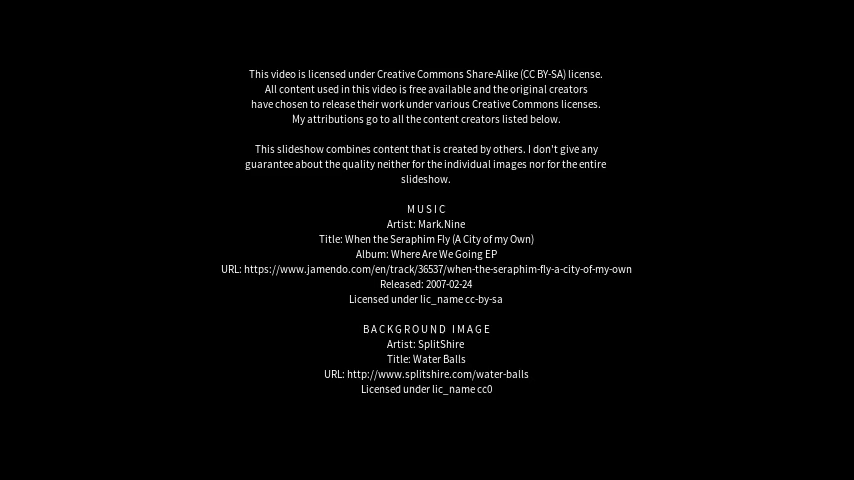 This video is licensed under Creative Commons Share-Alike (CC BY-SA) license.
All content used in this video is free available and the original creators
have chosen to release their work under various Creative Commons licenses.
My attributions go to all the content creators listed below.
This slideshow combines content that is created by others. I don't give any
guarantee about the quality neither for the individual images nor for the entire
slideshow.
MUSIC
Artist: Mark.Nine
Title: When the Seraphim Fly (A City of my Own)
Album: Where Are We Going EP
URL: https://www.jamendo.com/en/track/36537/when-the-seraphim-fly-a-city-of-my-own
Released: 2007-02-24
Licensed under lic_name cc-by-sa
BACKGROUND IMAGE
Artist: SplitShire
Title: Water Balls
URL: http://www.splitshire.com/water-balls
Licensed under lic_name cc0